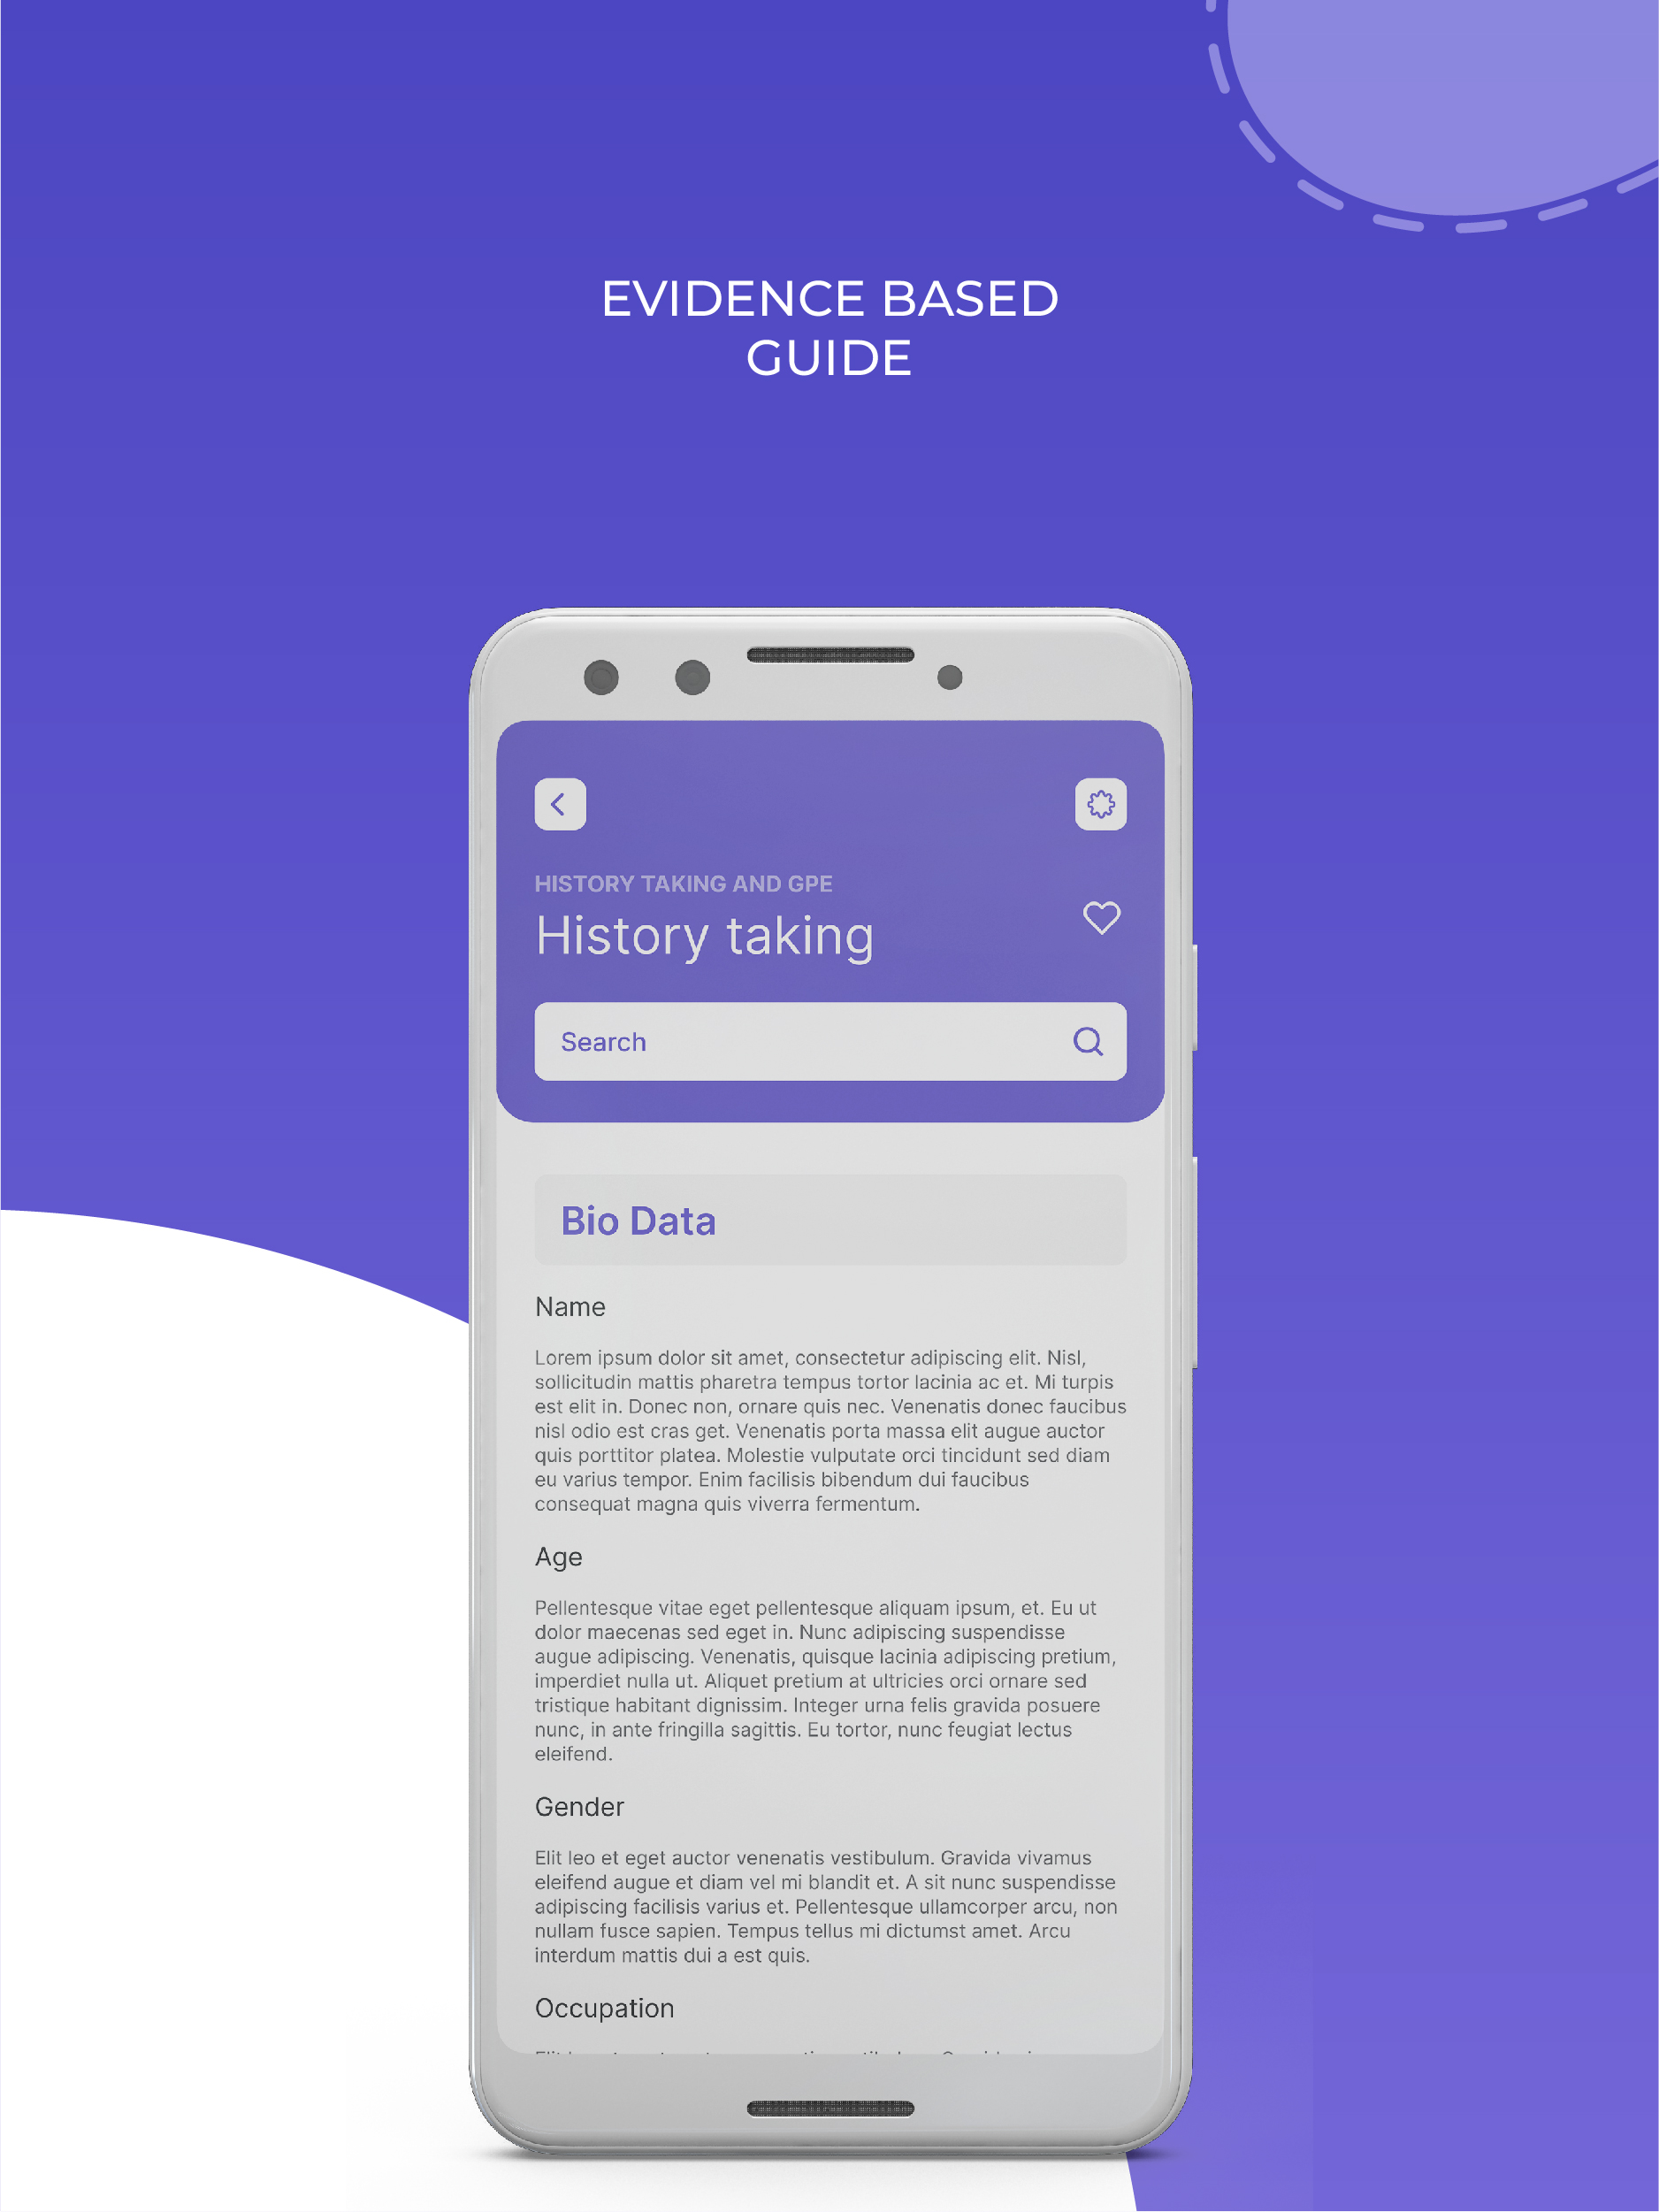 EVIDENCE BASED
GUIDE
HISTORY TAKING AND GPE
History taking
Search
Bio Data
Name
Lorem ipsum dolor sit amet, consectetur adipiscing elit. Nisl,
sollicitudin mattis pharetra tempus tortor lacinia ac et. Mi turpis
est elit in. Donec non, ornare quis nec. Venenatis donec faucibus
nisl odio est cras get. Venenatis porta massa elit augue auctor
quis porttitor platea. Molestie vulputate orci tincidunt sed diam
eu varius tempor. Enim facilisis bibendum dui faucibus
consequat magna quis viverra fermentum.
Age
Pellentesque vitae eget pellentesque aliquam ipsum, et. Eu ut
dolor maecenas sed eget in. Nunc adipiscing suspendisse
augue adipiscing. Venenatis, quisque lacinia adipiscing pretium,
imperdiet nulla ut. Aliquet pretium at ultricies orci ornare sed
tristique habitant dignissim. Integer urna felis gravida posuere
nunc, in ante fringilla sagittis. Eu tortor, nunc feugiat lectus
eleifend.
Gender
Elit leo et eget auctor venenatis vestibulum. Gravida vivamus
eleifend augue et diam vel mi blandit et. A sit nunc suspendisse
adipiscing facilisis varius et. Pellentesque ullamcorper arcu, non
nullam fusce sapien. Tempus tellus mi dictumst amet. Arcu
interdum mattis dui a est quis.
Occupation